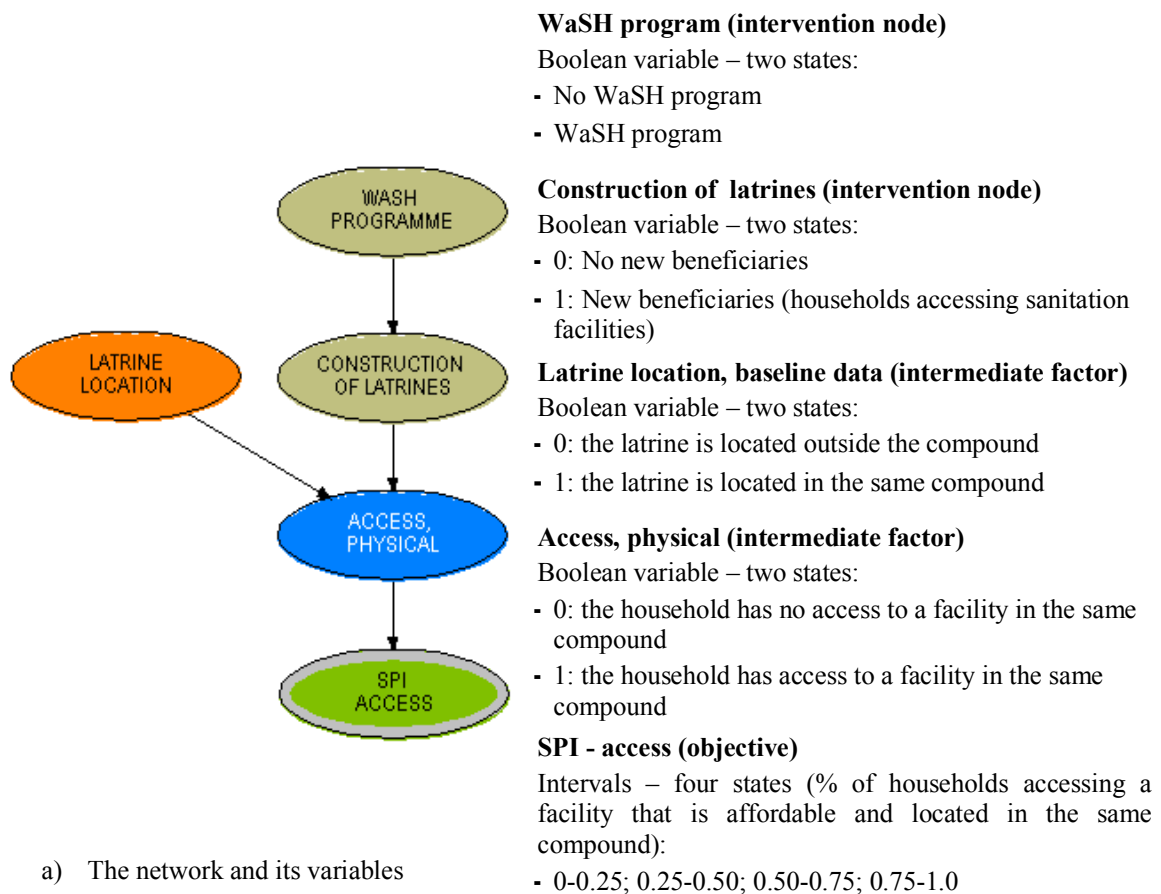 WaSH program (intervention node)
Boolean variable – two states:
- No WaSH program
- WaSH program
WASH
PROGRAMME
Construction of latrines (intervention node)
Boolean variable – two states:
- 0: No new beneficiaries
- 1: New beneficiaries (households accessing sanitation
facilities)
LATRINE
LOCATION
CONSTRUCTION
OF LATRINES
Latrine location, baseline data (intermediate factor)
Boolean variable – two states:
- 0: the latrine is located outside the compound
- 1: the latrine is located in the same compound
ACCESS,
PHYSICAL
Access, physical (intermediate factor)
Boolean variable – two states:
- 0: the household has no access to a facility in the same
compound
- 1: the household has access to a facility in the same
compound
SPI
ACCESS
SPI - access (objective)
Intervals – four states (% of households accessing a
facility that is affordable and located in the same
compound):
- 0-0.25; 0.25-0.50; 0.50-0.75; 0.75-1.0
a) The network and its variables